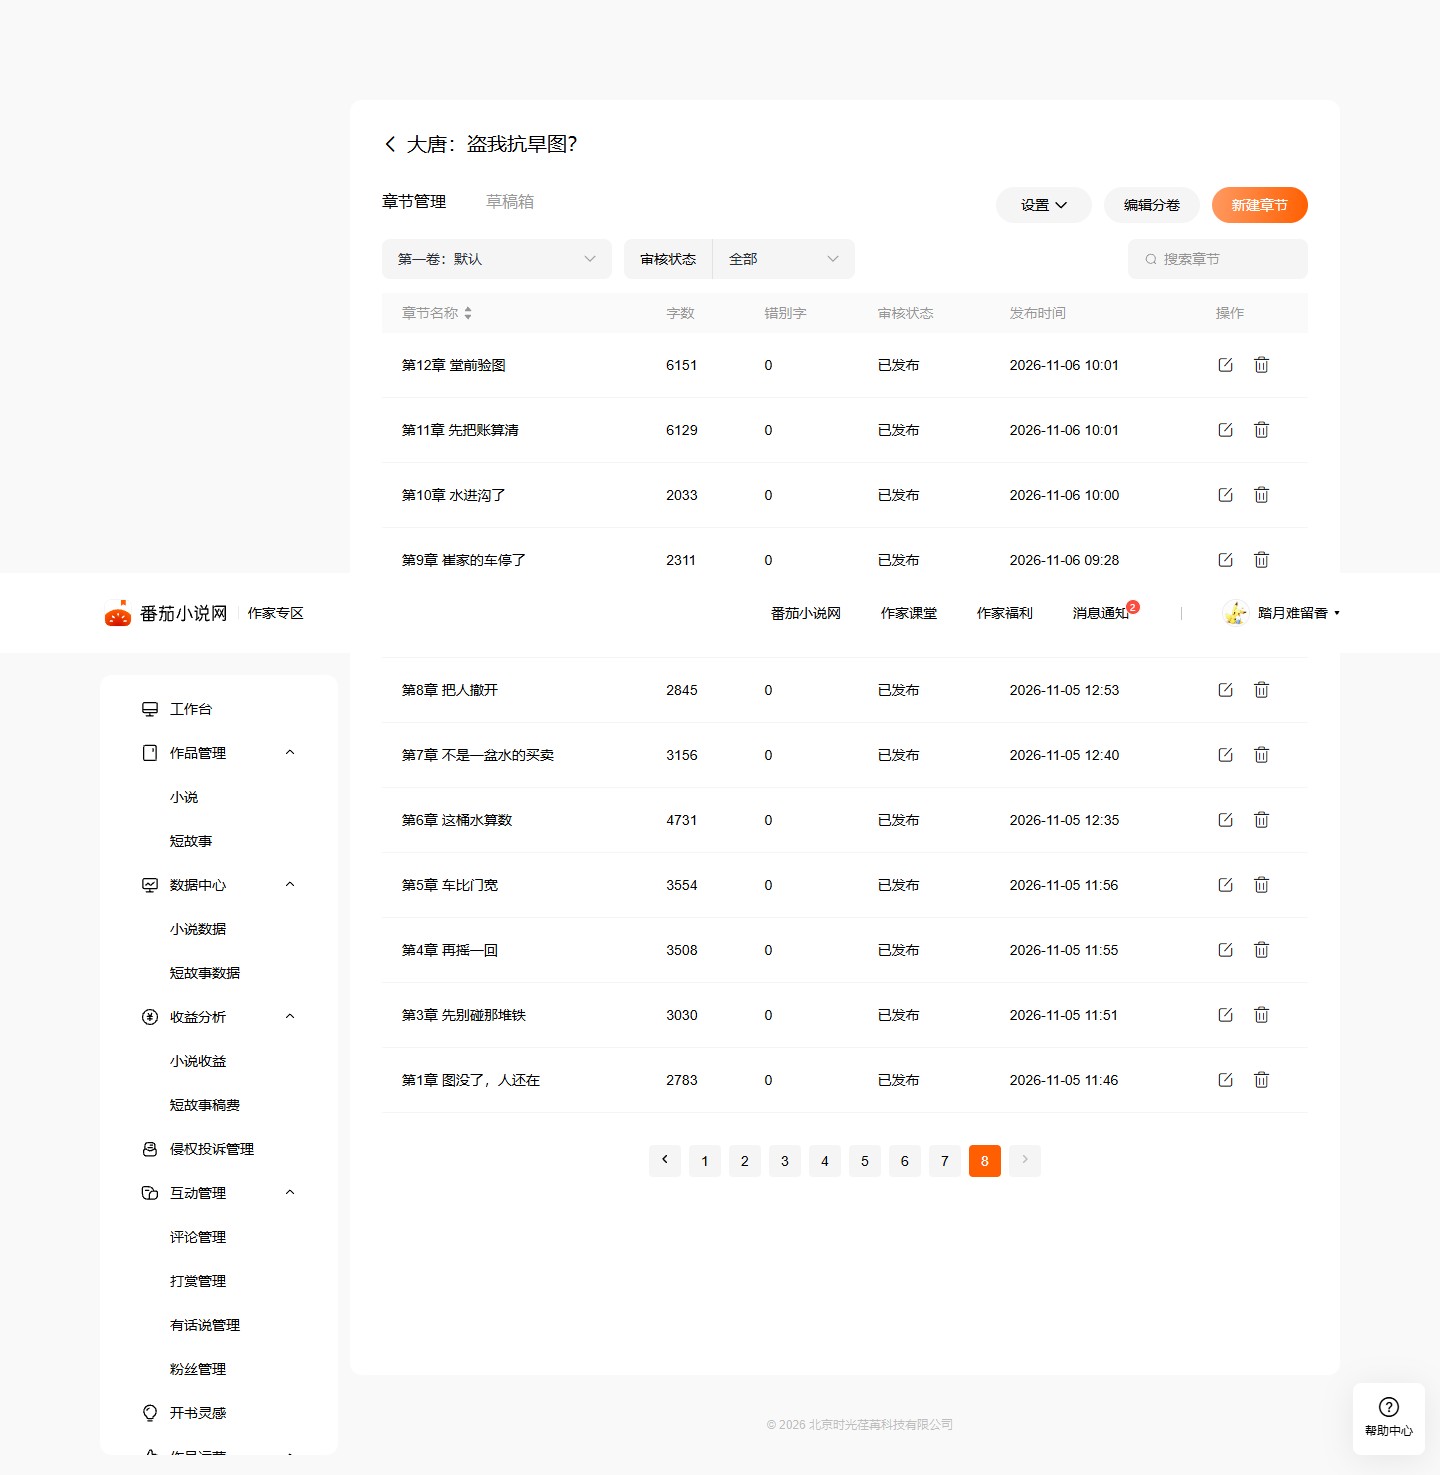 大唐：盗我抗旱图？
章节管理 草稿箱 设置 编辑分卷 新建章节
第一卷：默认 审核状态 全部 搜索章节
章节名称 字数 错别字 审核状态 发布时间 操作
第12章 堂前验图 6151 0 已发布 2026-11-06 10:01
第11章 先把账算清 6129 0 已发布 2026-11-06 10:01
第10章 水进沟了 2033 0 已发布 2026-11-06 10:00
第9章 崔家的车停了 2311 0 已发布 2026-11-06 09:28
番茄小说网 作家专区 番茄小说网 作家课堂 作家福利 消息通知 2 踏月难留香
第8章 把人撤开 2845 0 已发布 2026-11-05 12:53
第7章 不是一盆水的买卖 3156 0 已发布 2026-11-05 12:40
第6章 这桶水算数 4731 0 已发布 2026-11-05 12:35
第5章 车比门宽 3554 0 已发布 2026-11-05 11:56
第4章 再摇一回 3508 0 已发布 2026-11-05 11:55
第3章 先别碰那堆铁 3030 0 已发布 2026-11-05 11:51
第1章 图没了，人还在 2783 0 已发布 2026-11-05 11:46
1 2 3 4 5 6 7 8
工作台
作品管理
小说
短故事
数据中心
小说数据
短故事数据
收益分析
小说收益
短故事稿费
侵权投诉管理
互动管理
评论管理
打赏管理
有话说管理
粉丝管理
开书灵感
© 2026 北京时光荏苒科技有限公司
帮助中心